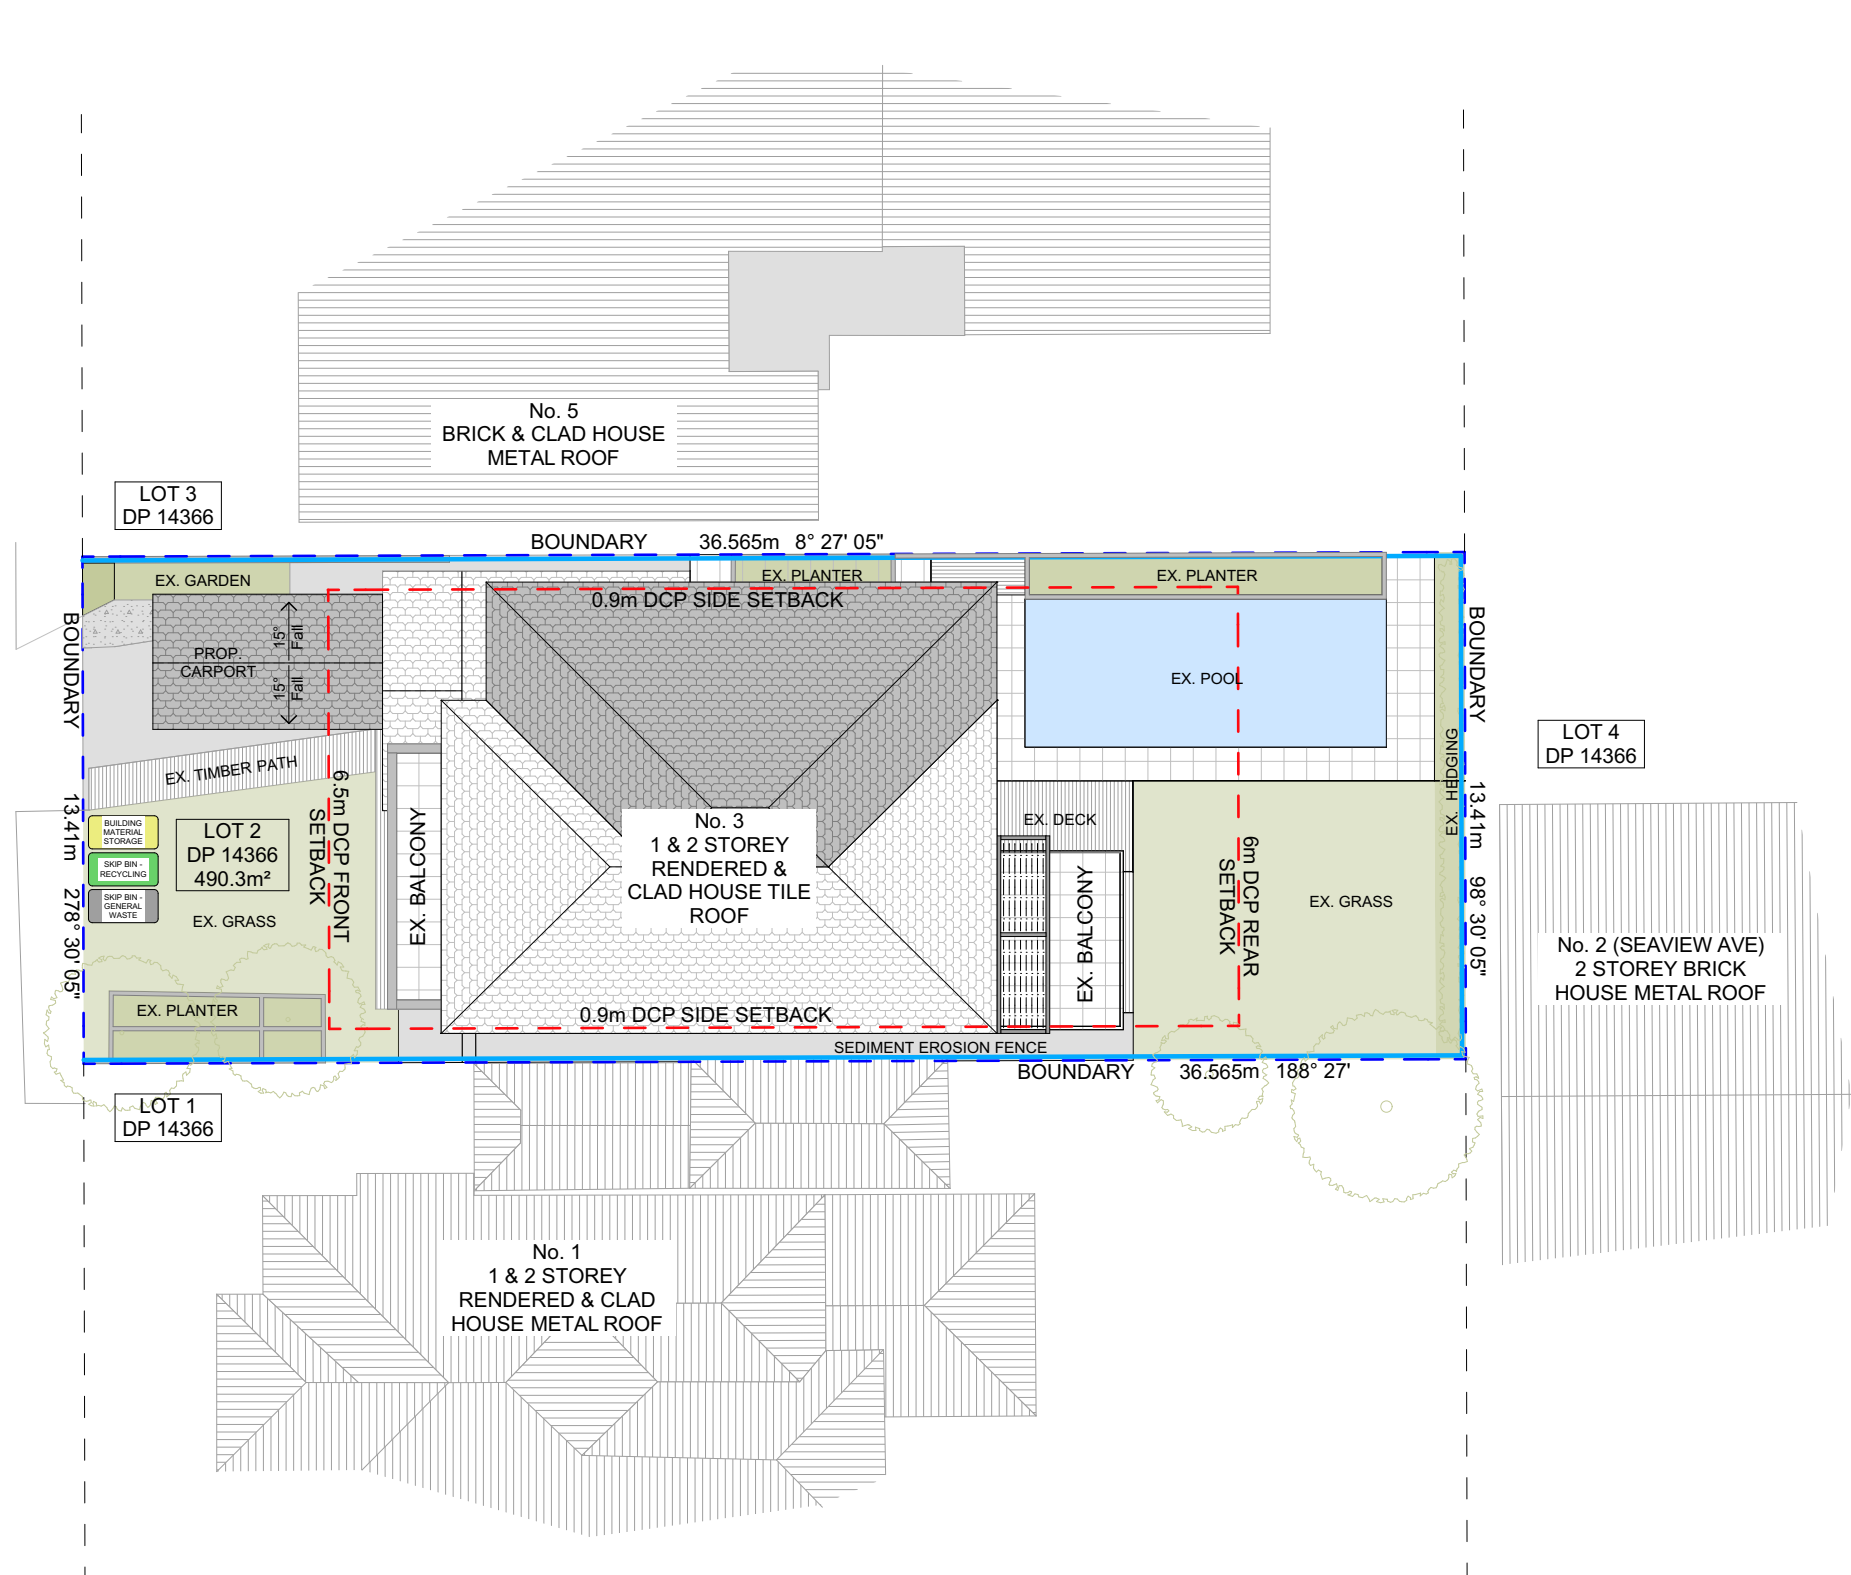 No. 5
BRICK & CLAD HOUSE
METAL ROOF
LOT 3
DP 14366
BOUNDARY
36.565m 8° 27' 05"
EX. GARDEN
EX. PLANTER
EX. PLANTER
0.9m DCP SIDE SETBACK
PROP.
CARPORT
15°
Fall
15°
Fall
BOUNDARY
13.41m 278° 30' 05"
EX. POOL
BOUNDARY
13.41m 98° 30' 05"
EX. HEDGING
LOT 4
DP 14366
EX. TIMBER PATH
6.5m DCP FRONT
SETBACK
BUILDING
MATERIAL
STORAGE
SKIP BIN -
RECYCLING
SKIP BIN -
GENERAL
WASTE
LOT 2
DP 14366
490.3m²
EX. GRASS
EX. BALCONY
No. 3
1 & 2 STOREY
RENDERED &
CLAD HOUSE TILE
ROOF
EX. DECK
EX. BALCONY
6m DCP REAR
SETBACK
EX. GRASS
No. 2 (SEAVIEW AVE)
2 STOREY BRICK
HOUSE METAL ROOF
EX. PLANTER
0.9m DCP SIDE SETBACK
SEDIMENT EROSION FENCE
BOUNDARY
36.565m 188° 27'
LOT 1
DP 14366
No. 1
1 & 2 STOREY
RENDERED & CLAD
HOUSE METAL ROOF